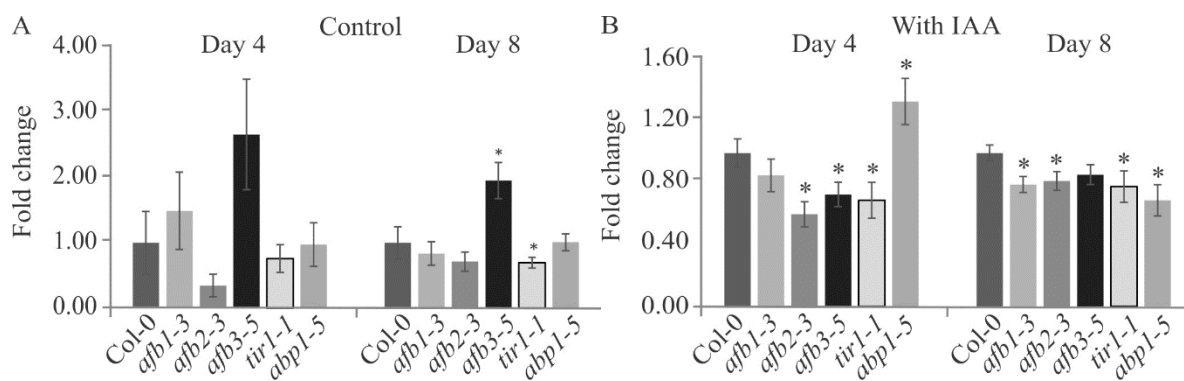 A
Control
Day 4
Day 8
Fold change
4.00
3.00
2.00
1.00
0.00
*
*
Col-0
afb1-3
afb2-3
afb3-5
tir1-1
abp1-5
Col-0
afb1-3
afb2-3
afb3-5
tir1-1
abp1-5
B
With IAA
Day 4
Day 8
Fold change
1.60
1.20
0.80
0.40
0.00
*
*
*
*
*
*
*
*
Col-0
afb1-3
afb2-3
afb3-5
tir1-1
abp1-5
Col-0
afb1-3
afb2-3
afb3-5
tir1-1
abp1-5